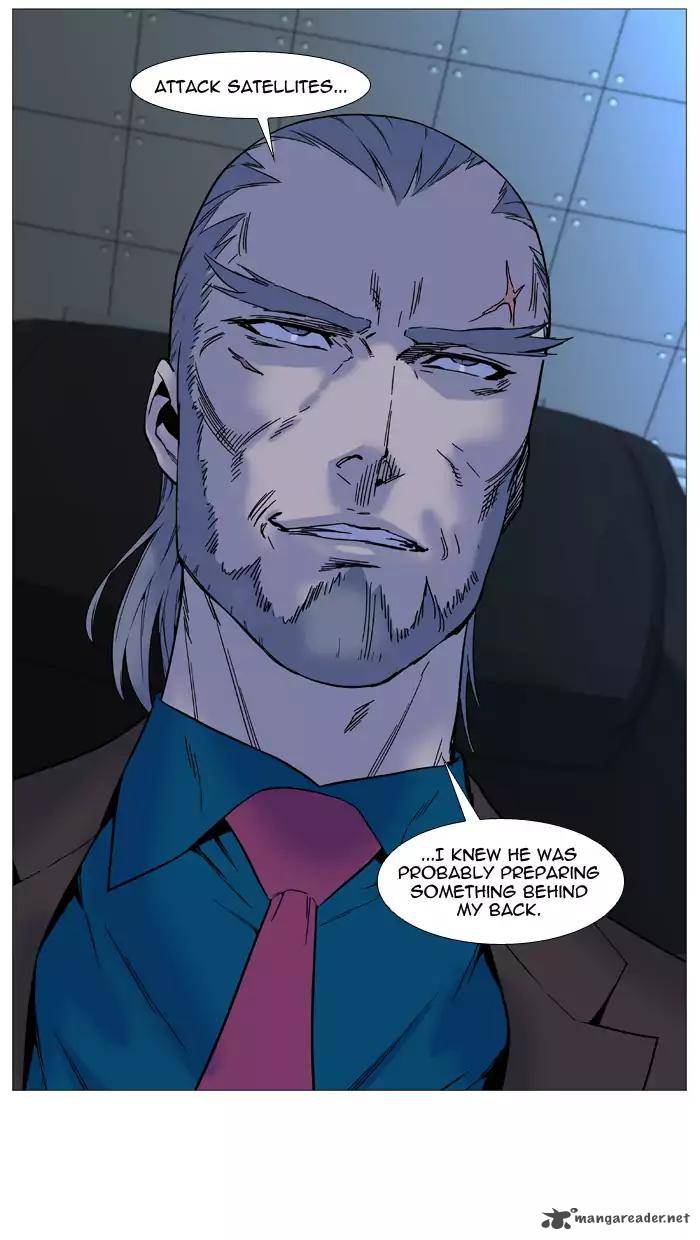 ATTACK SATELLITES...
...I KNEW HE WAS
PROBABLY PREPARING
SOMETHING BEHIND
MY BACK.
mangareader.net